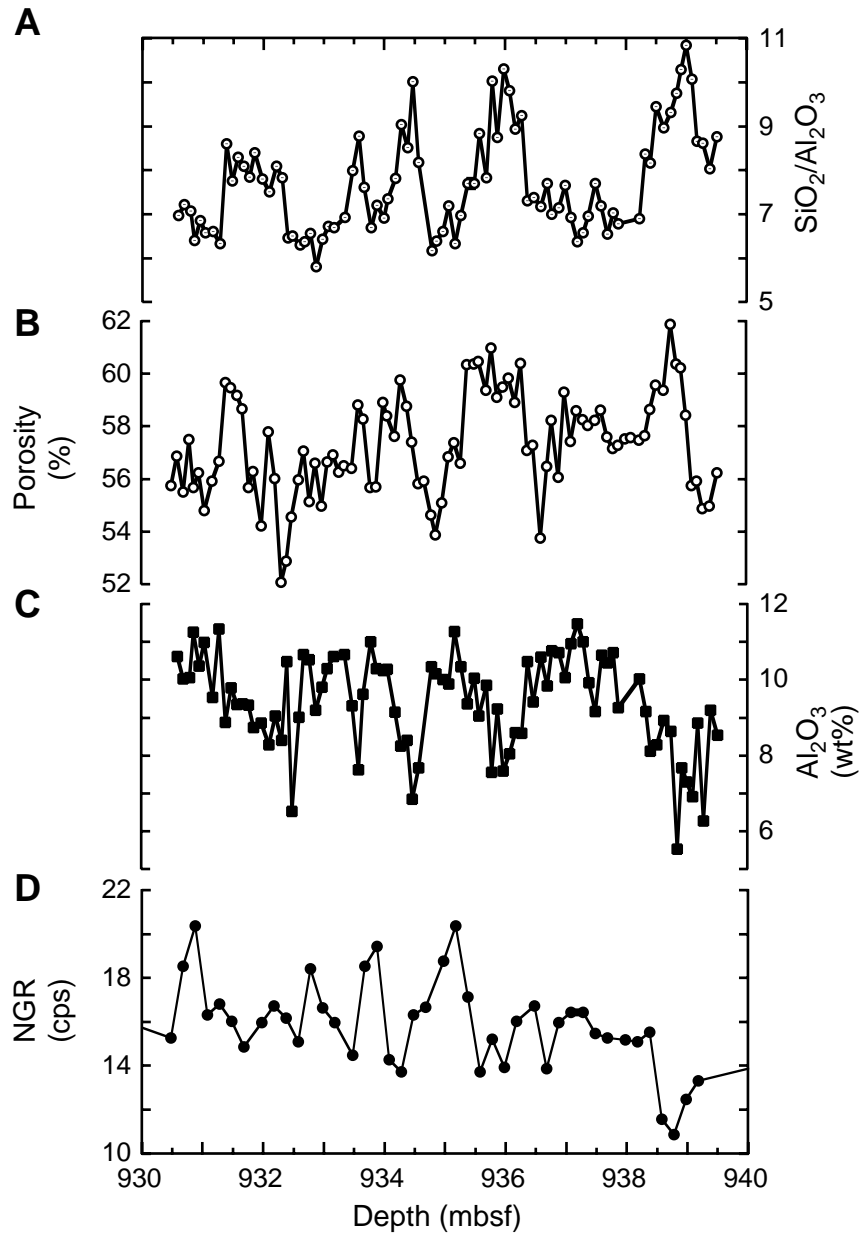 A
11
9
7
5
SiO₂/Al₂O₃
B
62
60
58
56
54
52
Porosity
(%)
C
12
10
8
6
Al₂O₃
(wt%)
D
22
18
14
10
NGR
(cps)
930 932 934 936 938 940
Depth (mbsf)